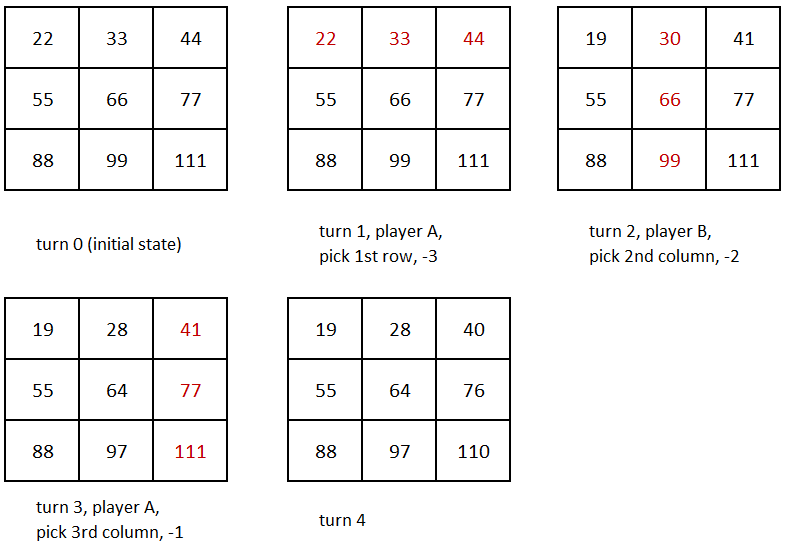 22 33 44
55 66 77
88 99 111
turn 0 (initial state)
22 33 44
55 66 77
88 99 111
turn 1, player A,
pick 1st row, -3
19 30 41
55 66 77
88 99 111
turn 2, player B,
pick 2nd column, -2
19 28 41
55 64 77
88 97 111
turn 3, player A,
pick 3rd column, -1
19 28 40
55 64 76
88 97 110
turn 4